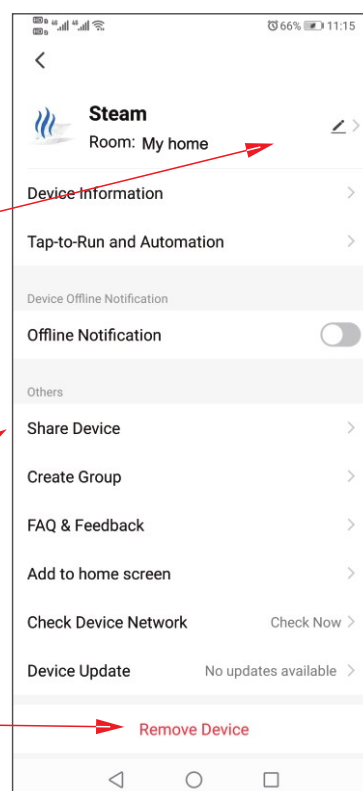 66% 11:15
Steam
Room: My home
Device Information
Tap-to-Run and Automation
Device Offline Notification
Offline Notification
Others
Share Device
Create Group
FAQ & Feedback
Add to home screen
Check Device Network Check Now
Device Update No updates available
Remove Device